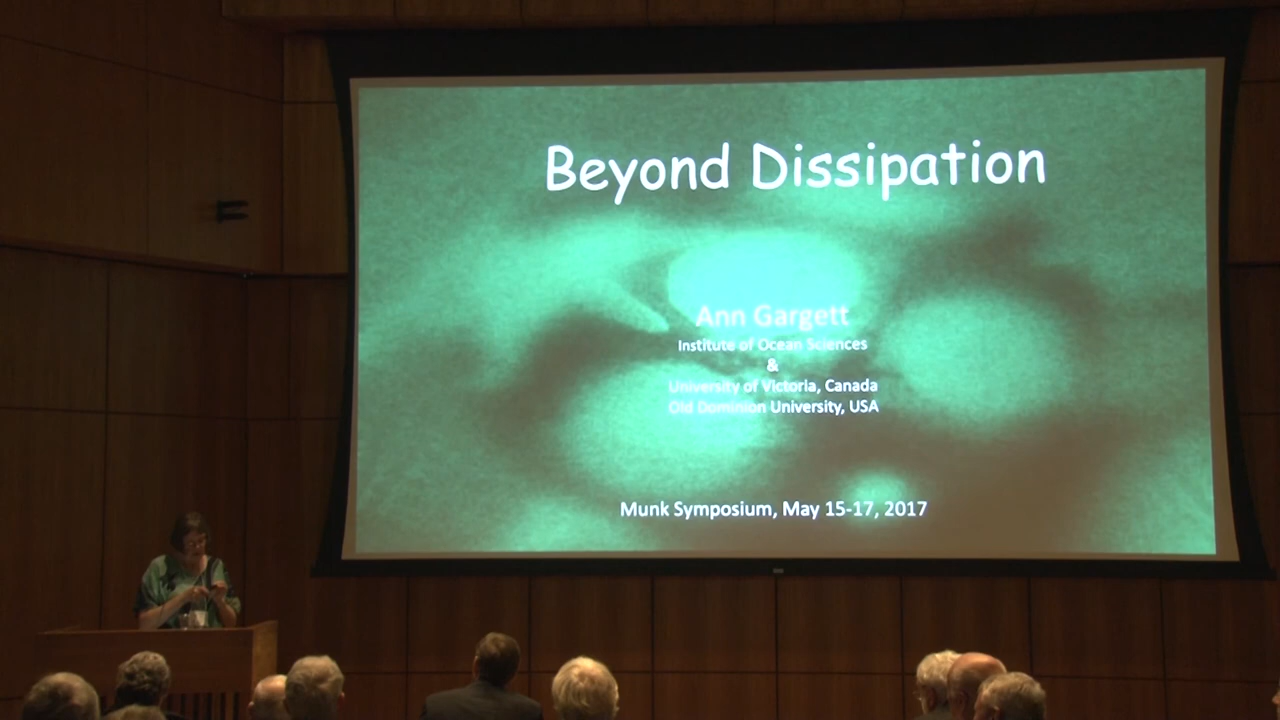 Beyond Dissipation
Ann Gargett
Institute of Ocean Sciences
&
University of Victoria, Canada
Old Dominion University, USA
Munk Symposium, May 15-17, 2017